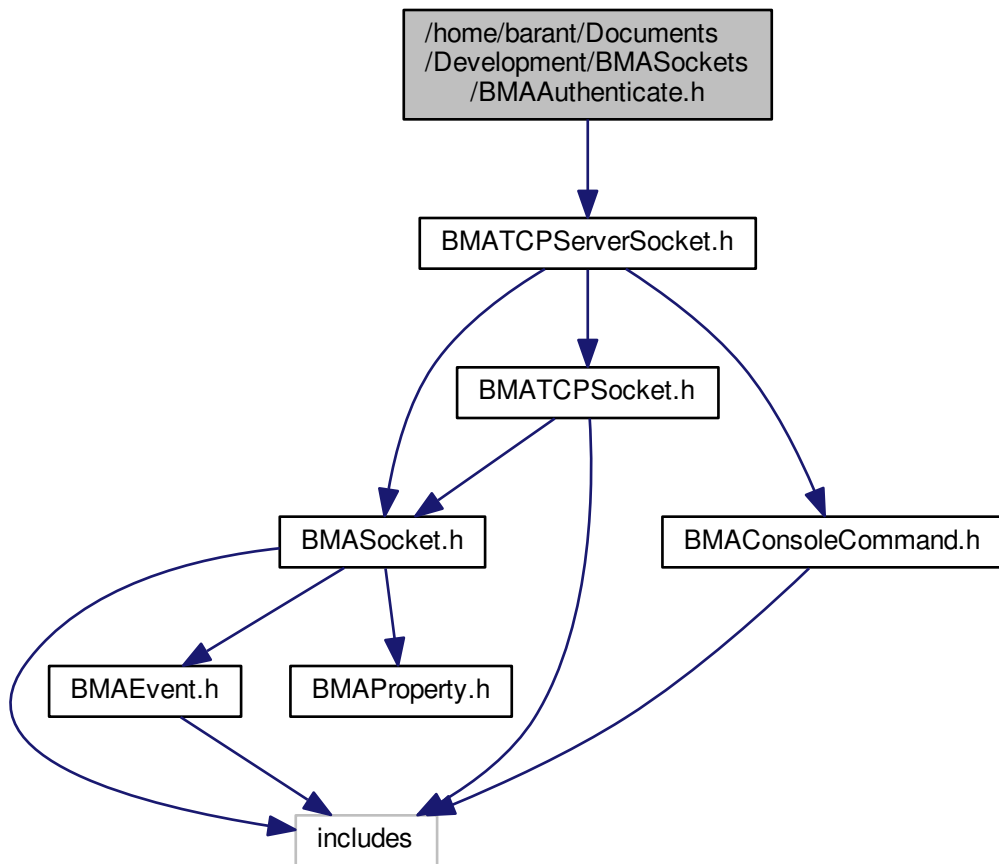 /home/barant/Documents
/Development/BMASockets
/BMAAuthenticate.h
BMATCPServerSocket.h
BMATCPSocket.h
BMASocket.h
BMAConsoleCommand.h
BMAEvent.h
BMAProperty.h
includes